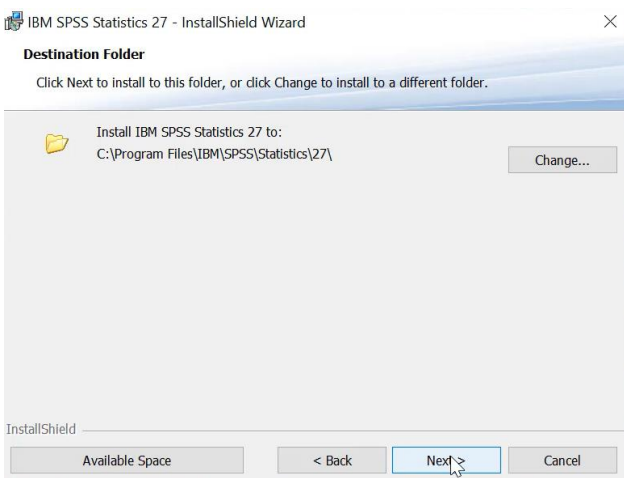 IBM SPSS Statistics 27 - InstallShield Wizard
Destination Folder
Click Next to install to this folder, or click Change to install to a different folder.
Install IBM SPSS Statistics 27 to:
C:\Program Files\IBM\SPSS\Statistics\27\
Change...
InstallShield
Available Space
< Back
Next >
Cancel